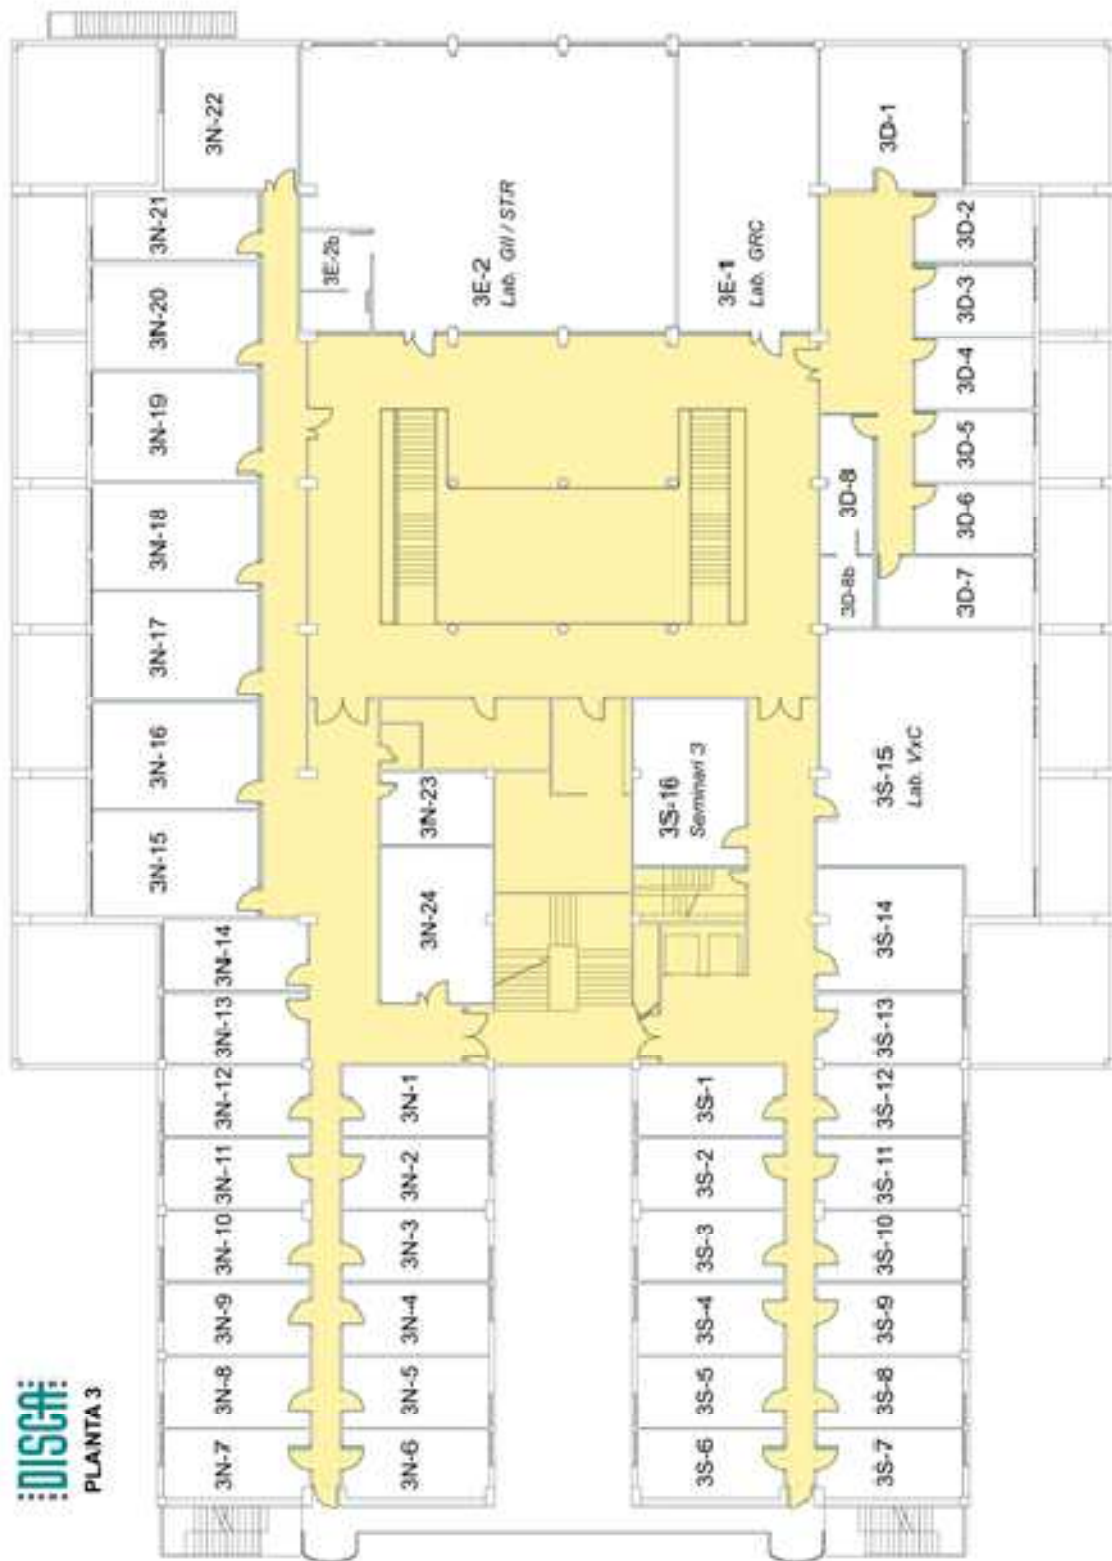 DISCA
PLANTA 3
3N-22
3N-21
3N-20
3N-19
3N-18
3N-17
3N-16
3N-15
3N-14
3N-13
3N-12
3N-11
3N-10
3N-9
3N-8
3N-7
3E-2b
3E-2
Lab. GII / STR
3E-1
Lab. GRC
3N-23
3N-24
3N-1
3N-2
3N-3
3N-4
3N-5
3N-6
3S-16
Seminari 3
3S-1
3S-2
3S-3
3S-4
3S-5
3S-6
3D-1
3D-2
3D-3
3D-4
3D-5
3D-6
3D-7
3D-8
3D-8b
3S-15
Lab. VxC
3S-14
3S-13
3S-12
3S-11
3S-10
3S-9
3S-8
3S-7